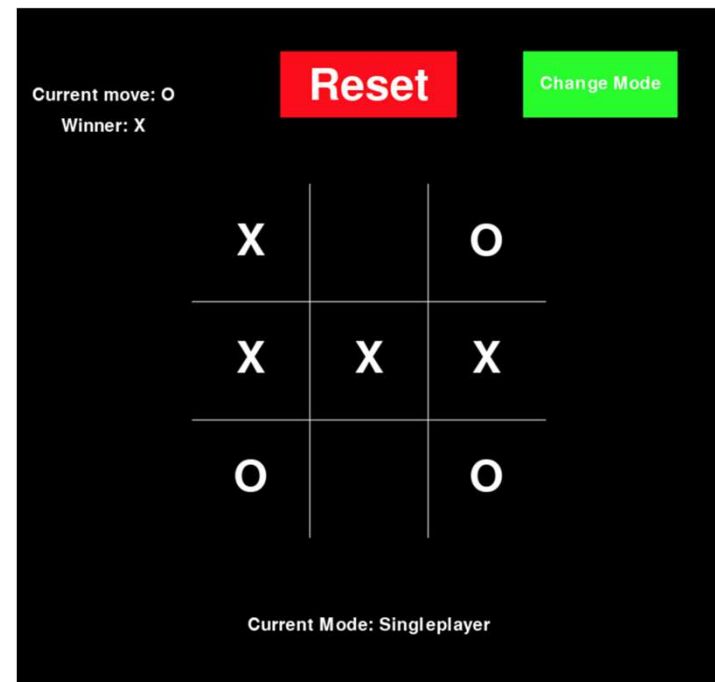 Reset
Change Mode
Current move: O
Winner: X
X O
X X X
O O
Current Mode: Singleplayer